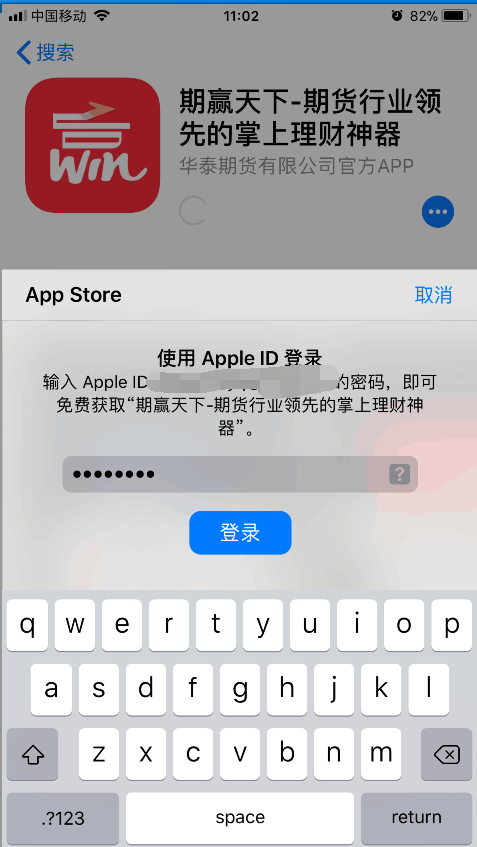 中国移动 11:02 82%
搜索
Win
期赢天下-期货行业领
先的掌上理财神器
华泰期货有限公司官方APP
App Store 取消
使用 Apple ID 登录
输入 Apple ID 的密码，即可
免费获取“期赢天下-期货行业领先的掌上理财神
器”。
?
登录
q w e r t y u i o p
a s d f g h j k l
z x c v b n m
.?123 space return